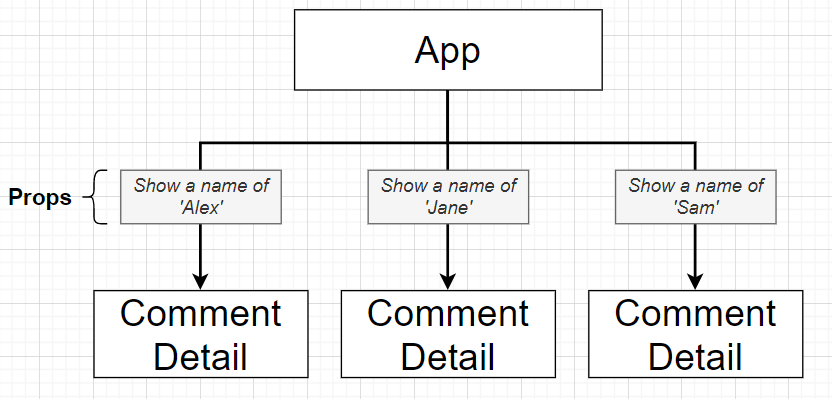 App
Props
Show a name of
'Alex'
Show a name of
'Jane'
Show a name of
'Sam'
Comment
Detail
Comment
Detail
Comment
Detail